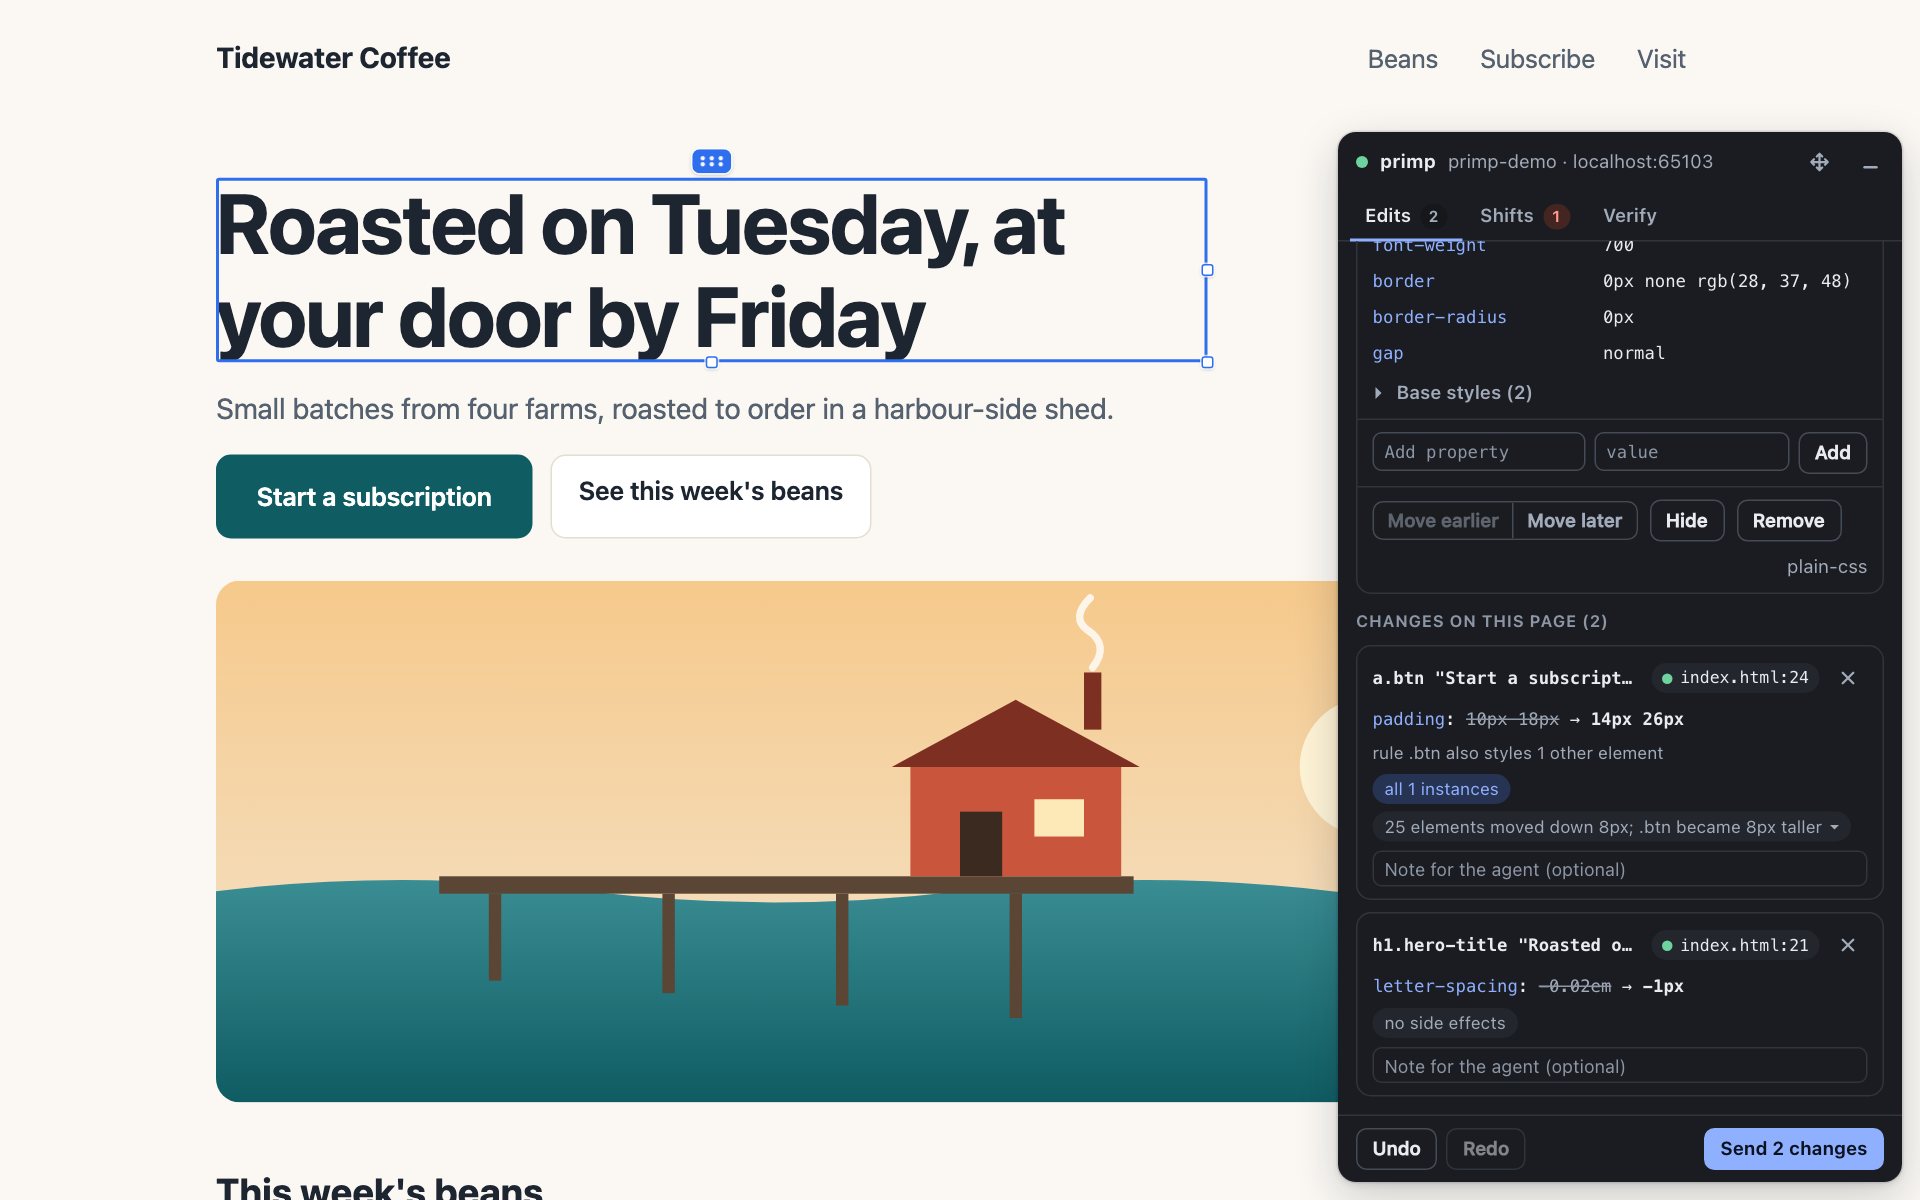 Tidewater Coffee
Beans Subscribe Visit
Roasted on Tuesday, at
your door by Friday
Small batches from four farms, roasted to order in a harbour-side shed.
Start a subscription
See this week's beans
This week's beans
primp primp-demo · localhost:65103
Edits 2 Shifts 1 Verify
font-weight 700
border 0px none rgb(28, 37, 48)
border-radius 0px
gap normal
Base styles (2)
Add property value Add
Move earlier Move later Hide Remove
plain-css
CHANGES ON THIS PAGE (2)
a.btn "Start a subscript… index.html:24
padding: 10px 18px → 14px 26px
rule .btn also styles 1 other element
all 1 instances
25 elements moved down 8px; .btn became 8px taller
Note for the agent (optional)
h1.hero-title "Roasted o… index.html:21
letter-spacing: -0.02em → -1px
no side effects
Note for the agent (optional)
Undo Redo Send 2 changes